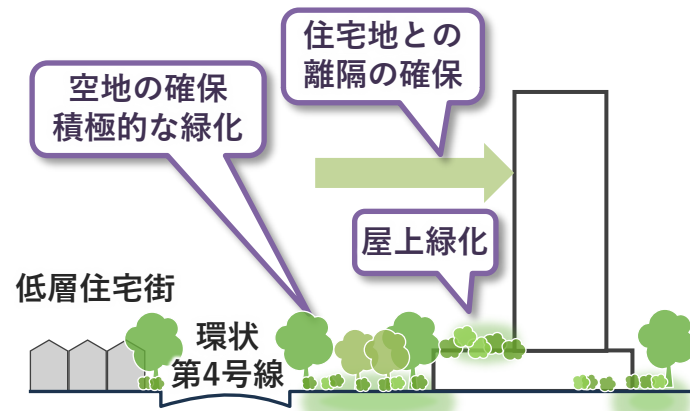 住宅地との
離隔の確保
空地の確保
積極的な緑化
屋上緑化
低層住宅街
環状
第4号線